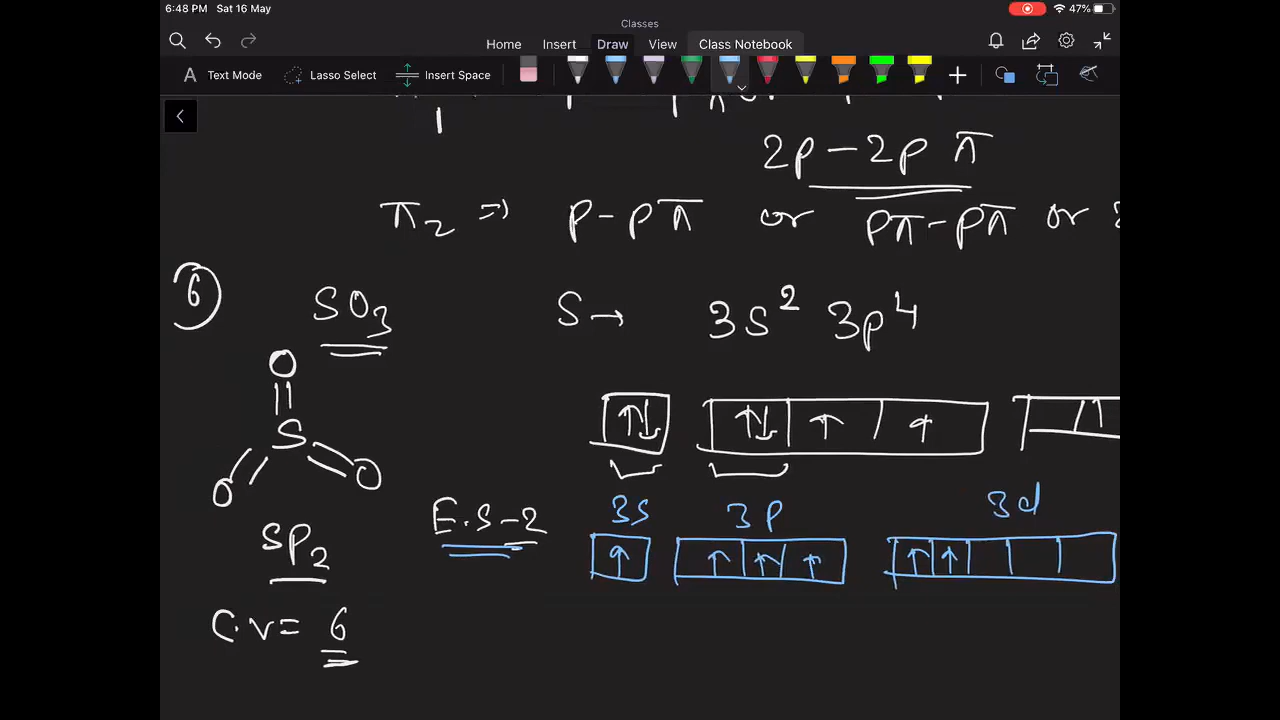 6:48 PM Sat 16 May
47%
Classes
Home Insert Draw View Class Notebook
Text Mode Lasso Select Insert Space
2p-2p π
π2 ⇒ p-pπ or pπ-pπ or
6
SO3 S → 3s2 3p4
O
S
O O
SP2
E.S-2 3s 3p 3d
C.V= 6